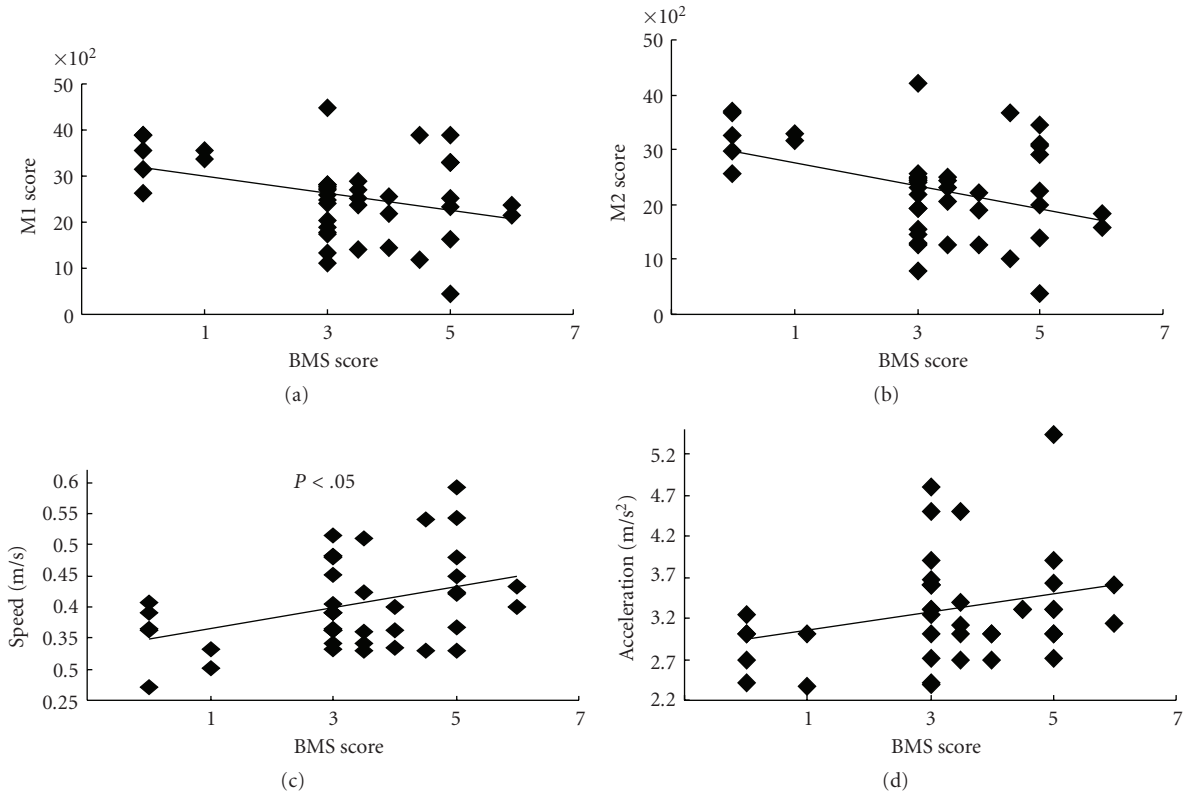 ×10²
50
40
30
20
10
0
M1 score
1 3 5 7
BMS score
(a)
×10²
50
40
30
20
10
0
M2 score
1 3 5 7
BMS score
(b)
0.6
0.55
0.5
0.45
0.4
0.35
0.5
0.25
Speed (m/s)
P < .05
1 3 5 7
BMS score
(c)
5.2
4.7
4.2
3.7
3.2
2.7
2.2
Acceleration (m/s²)
1 3 5 7
BMS score
(d)